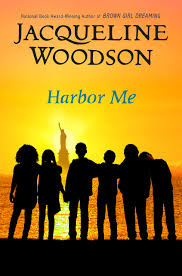 National Book Award-Winning Author of BROWN GIRL DREAMING
JACQUELINE
WOODSON
Harbor Me